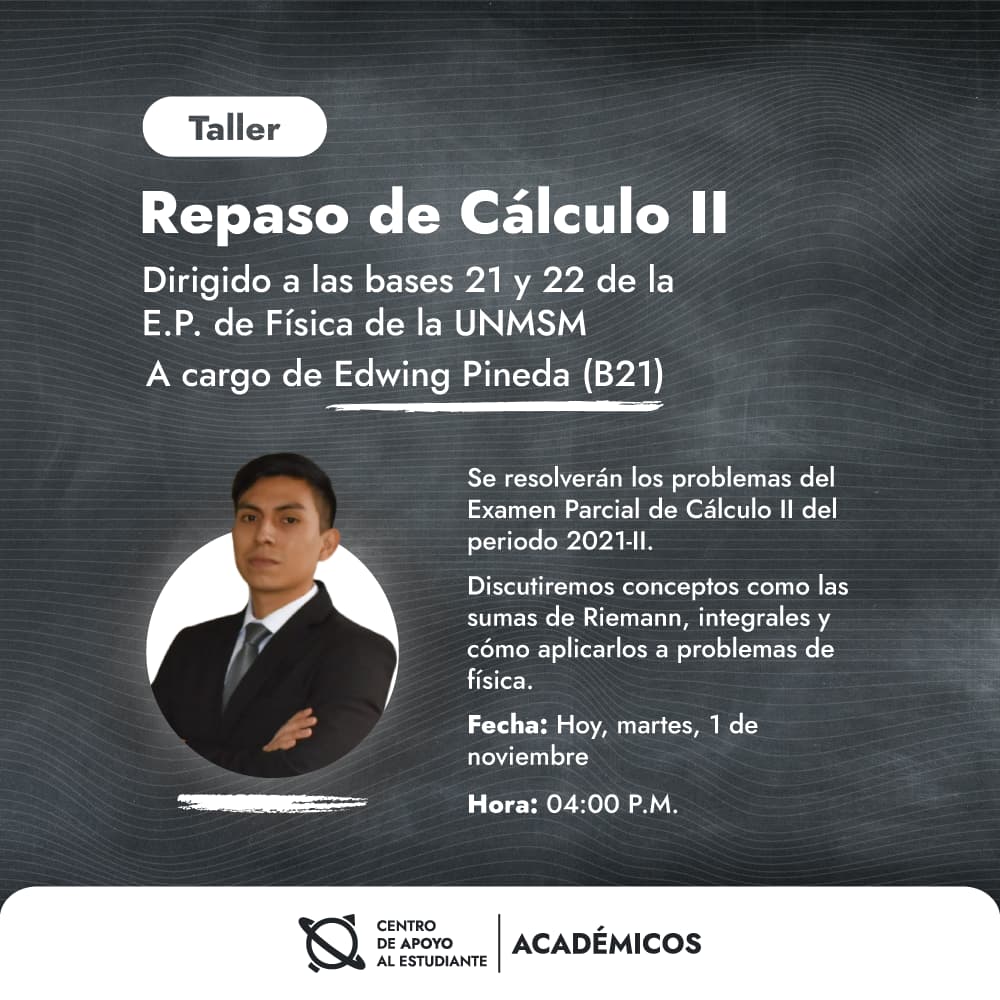 Taller
Repaso de Cálculo II
Dirigido a las bases 21 y 22 de la
E.P. de Física de la UNMSM
A cargo de Edwing Pineda (B21)
Se resolverán los problemas del
Examen Parcial de Cálculo II del
periodo 2021-II.
Discutiremos conceptos como las
sumas de Riemann, integrales y
cómo aplicarlos a problemas de
física.
Fecha: Hoy, martes, 1 de
noviembre
Hora: 04:00 P.M.
CENTRO
DE APOYO
AL ESTUDIANTE
ACADÉMICOS